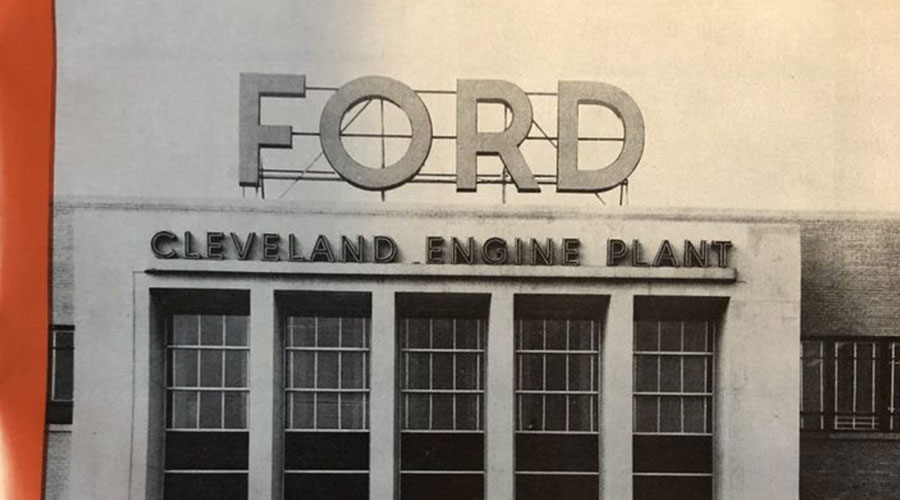 FORD
CLEVELAND ENGINE PLANT